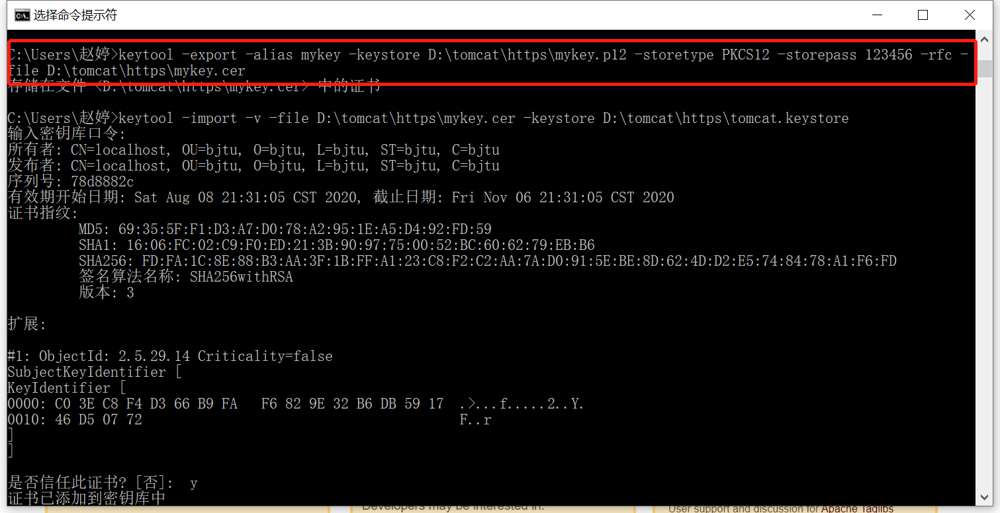 选择命令提示符
C:\Users\赵婷>keytool -export -alias mykey -keystore D:\tomcat\https\mykey.p12 -storetype PKCS12 -storepass 123456 -rfc -
file D:\tomcat\https\mykey.cer
存储在文件 <D:\tomcat\https\mykey.cer> 中的证书
C:\Users\赵婷>keytool -import -v -file D:\tomcat\https\mykey.cer -keystore D:\tomcat\https\tomcat.keystore
输入密钥库口令:
所有者: CN=localhost, OU=bjtu, O=bjtu, L=bjtu, ST=bjtu, C=bjtu
发布者: CN=localhost, OU=bjtu, O=bjtu, L=bjtu, ST=bjtu, C=bjtu
序列号: 78d8882c
有效期开始日期: Sat Aug 08 21:31:05 CST 2020, 截止日期: Fri Nov 06 21:31:05 CST 2020
证书指纹:
MD5: 69:35:5F:F1:D3:A7:D0:78:A2:95:1E:A5:D4:92:FD:59
SHA1: 16:06:FC:02:C9:F0:ED:21:3B:90:97:75:00:52:BC:60:62:79:EB:B6
SHA256: FD:FA:1C:8E:88:B3:AA:3F:1B:FF:A1:23:C8:F2:C2:AA:7A:D0:91:5E:BE:8D:62:4D:D2:E5:74:84:78:A1:F6:FD
签名算法名称: SHA256withRSA
版本: 3
扩展:
#1: ObjectId: 2.5.29.14 Criticality=false
SubjectKeyIdentifier [
KeyIdentifier [
0000: C0 3E C8 F4 D3 66 B9 FA   F6 82 9E 32 B6 DB 59 17  .>...f.....2..Y.
0010: 46 D5 07 72                                        F..r
]
]
是否信任此证书? [否]:  y
证书已添加到密钥库中
Developers may be interested in:
User support and discussion for Apache Taglibs